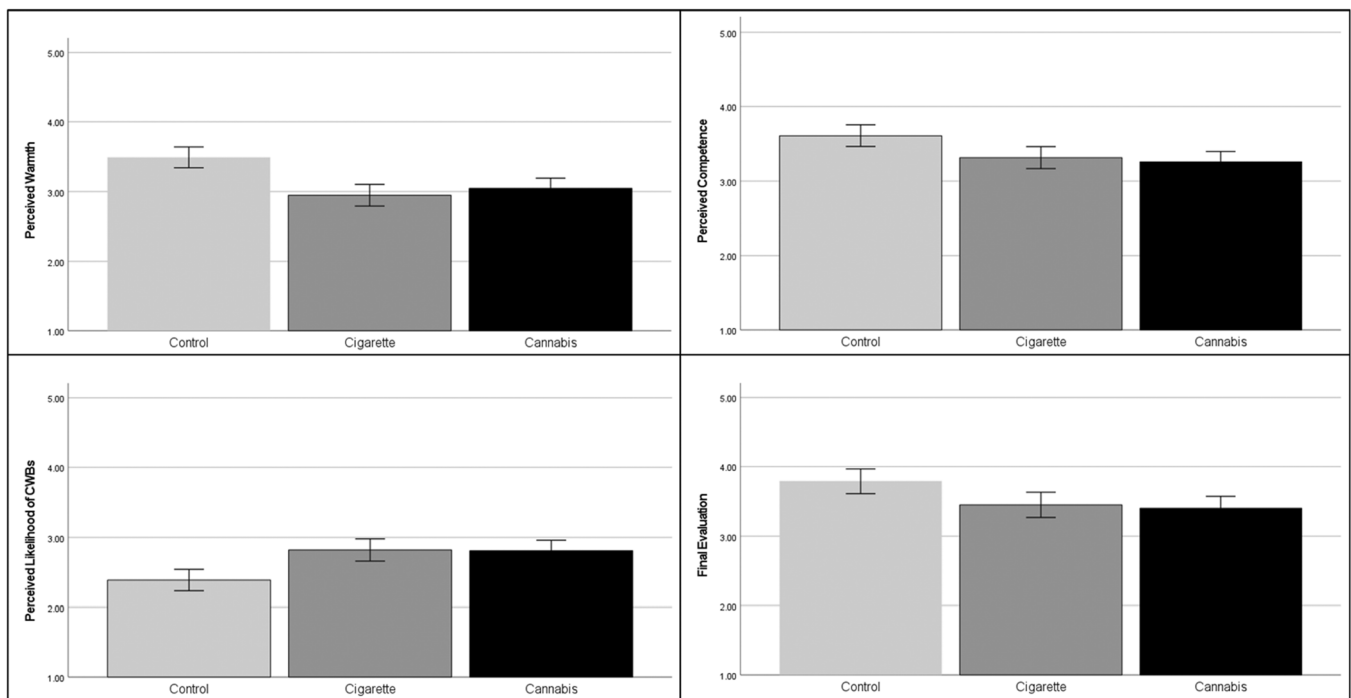 Perceived Warmth
5.00
4.00
3.00
2.00
1.00
Control Cigarette Cannabis
Perceived Competence
5.00
4.00
3.00
2.00
1.00
Control Cigarette Cannabis
Perceived Likelihood of CWBs
5.00
4.00
3.00
2.00
1.00
Control Cigarette Cannabis
Final Evaluation
5.00
4.00
3.00
2.00
1.00
Control Cigarette Cannabis